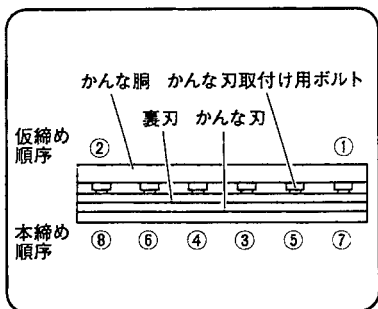 かんな胴 かんな刃取付け用ボルト
裏刃 かんな刃
仮締め
順序
② ①
本締め
順序
⑧ ⑥ ④ ③ ⑤ ⑦